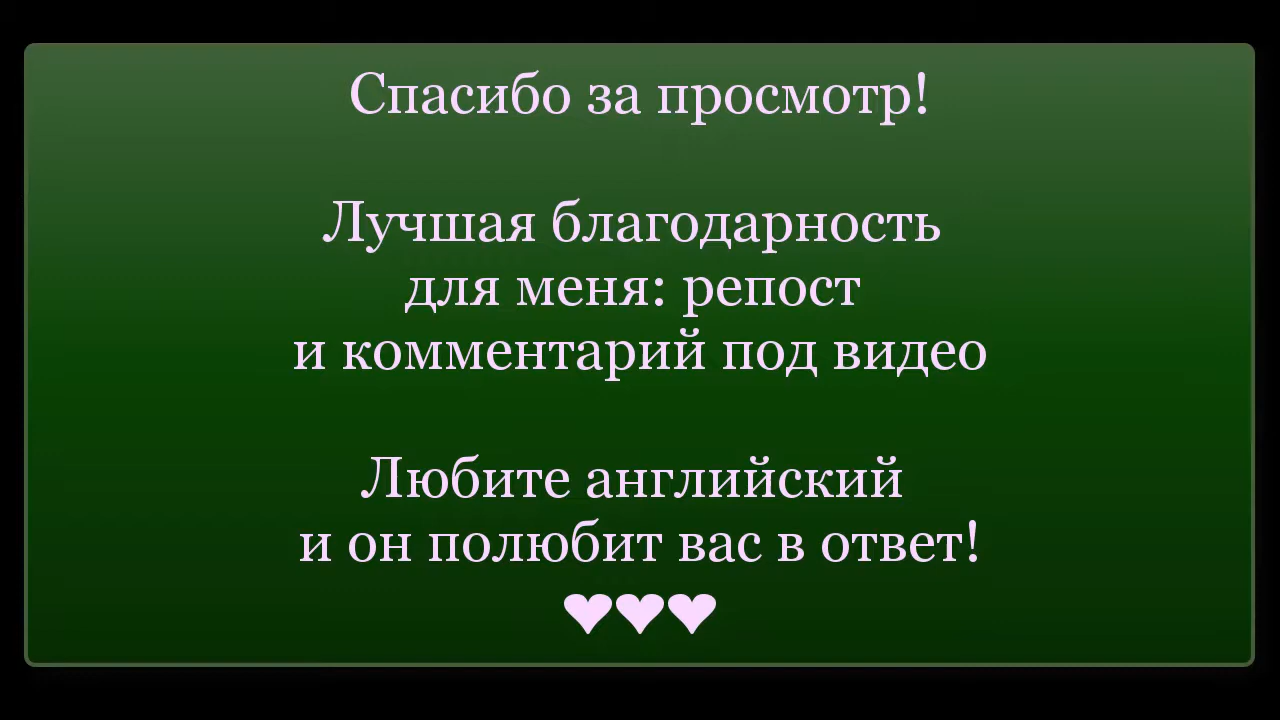 Спасибо за просмотр!
Лучшая благодарность
для меня: репост
и комментарий под видео
Любите английский
и он полюбит вас в ответ!
❤❤❤